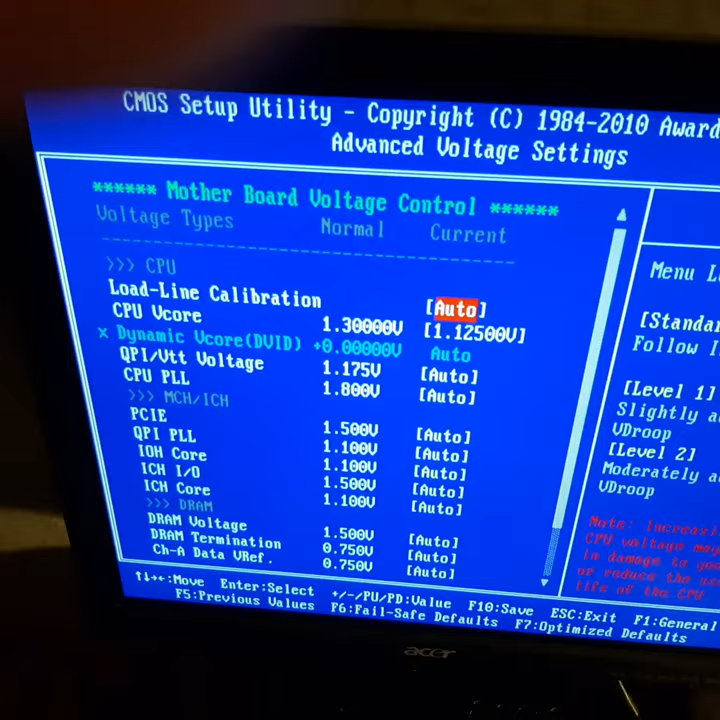 CMOS Setup Utility - Copyright (C) 1984-2010 Award
Advanced Voltage Settings
****** Mother Board Voltage Control ******
Voltage Types Normal Current
>>> CPU
Load-Line Calibration [Auto]
CPU Vcore 1.30000V [1.12500V]
x Dynamic Vcore(DVID) +0.00000V Auto
QPI/Vtt Voltage 1.175V [Auto]
CPU PLL 1.800V [Auto]
>>> MCH/ICH
PCIE 1.500V [Auto]
QPI PLL 1.100V [Auto]
IOH Core 1.100V [Auto]
ICH I/O 1.500V [Auto]
ICH Core 1.100V [Auto]
>>> DRAM
DRAM Voltage 1.500V [Auto]
DRAM Termination 0.750V [Auto]
Ch-A Data VRef. 0.750V [Auto]
Menu L
[Standa
Follow I
[Level 1]
Slightly a
VDroop
[Level 2]
Moderately a
VDroop
Note: Increasi
CPU voltage may
in damage to
or reduce the
life of the CPU
↑↓→←:Move Enter:Select +/-/PU/PD:Value F10:Save ESC:Exit F1:General
F5:Previous Values F6:Fail-Safe Defaults F7:Optimized Defaults
acer